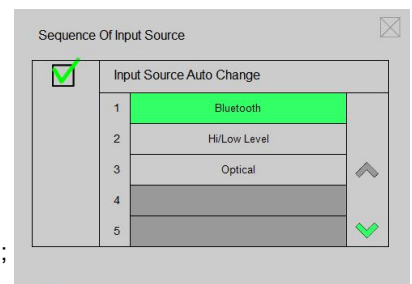 Sequence Of Input Source
Input Source Auto Change
1 Bluetooth
2 Hi/Low Level
3 Optical
4
5
;